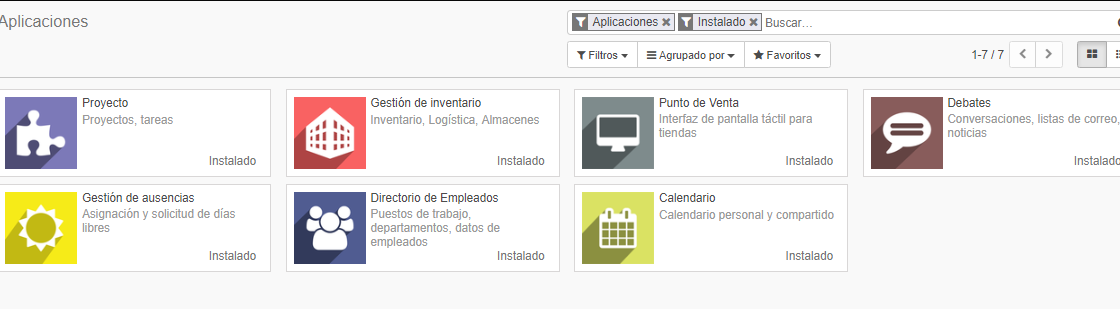 Aplicaciones
Aplicaciones ✖ Instalado ✖ Buscar...
Filtros Agrupado por Favoritos 1-7 / 7
Proyecto
Proyectos, tareas
Instalado
Gestión de inventario
Inventario, Logística, Almacenes
Instalado
Punto de Venta
Interfaz de pantalla táctil para
tiendas
Instalado
Debates
Conversaciones, listas de correo,
noticias
Instalado
Gestión de ausencias
Asignación y solicitud de días
libres
Instalado
Directorio de Empleados
Puestos de trabajo,
departamentos, datos de
empleados
Instalado
Calendario
Calendario personal y compartido
Instalado